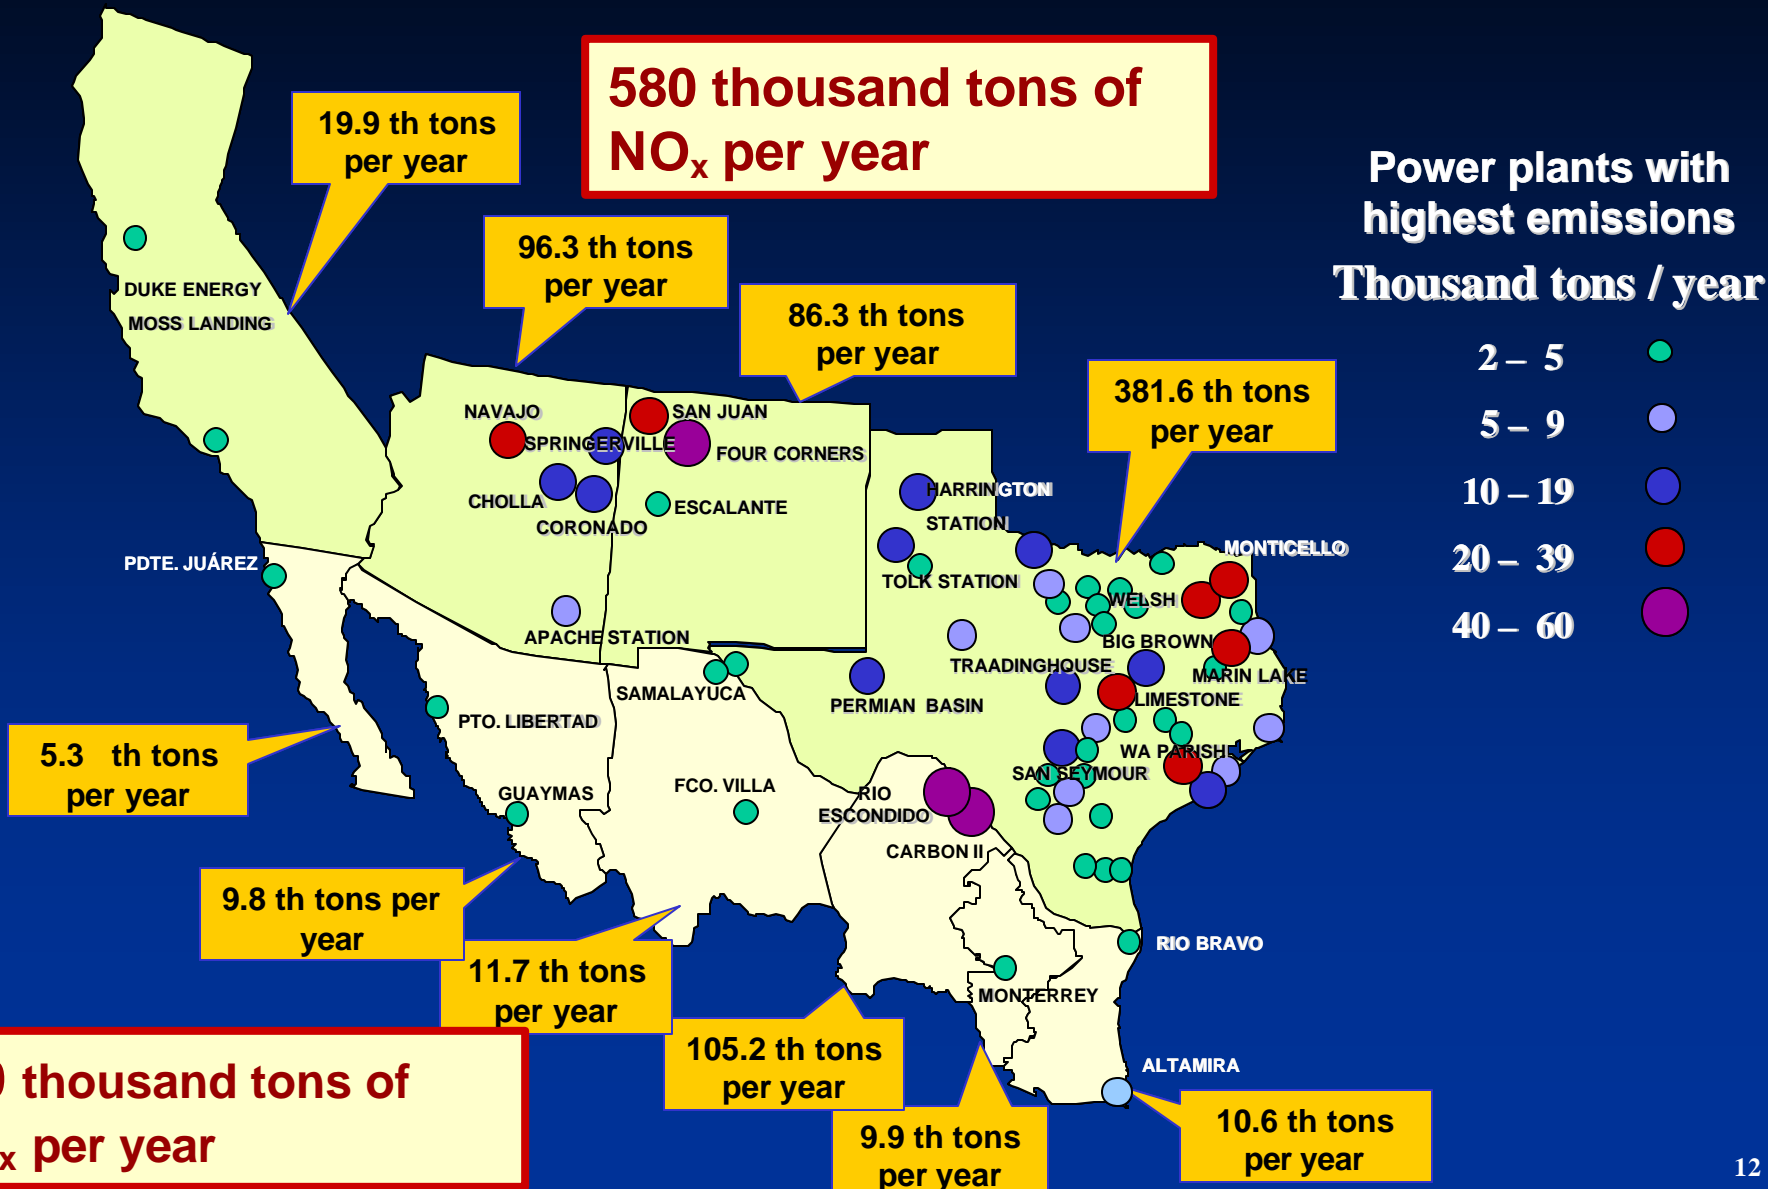 580 thousand tons of
NOx per year
19.9 th tons
per year
96.3 th tons
per year
86.3 th tons
per year
381.6 th tons
per year
Power plants with
highest emissions
Thousand tons / year
2 – 5
5 – 9
10 – 19
20 – 39
40 – 60
DUKE ENERGY
MOSS LANDING
NAVAJO
SAN JUAN
SPRINGERVILLE
FOUR CORNERS
CHOLLA
CORONADO
ESCALANTE
HARRINGTON
STATION
TOLK STATION
MONTICELLO
PDTE. JUÁREZ
WELSH
APACHE STATION
BIG BROWN
TRAADINGHOUSE
MARIN LAKE
SAMALAYUCA
PERMIAN BASIN
LIMESTONE
PTO. LIBERTAD
WA PARISH
SAN SEYMOUR
5.3 th tons
per year
GUAYMAS
FCO. VILLA
RIO
ESCONDIDO
CARBON II
9.8 th tons per
year
11.7 th tons
per year
RIO BRAVO
MONTERREY
105.2 th tons
per year
ALTAMIRA
9.9 th tons
per year
10.6 th tons
per year
thousand tons of
x per year
12